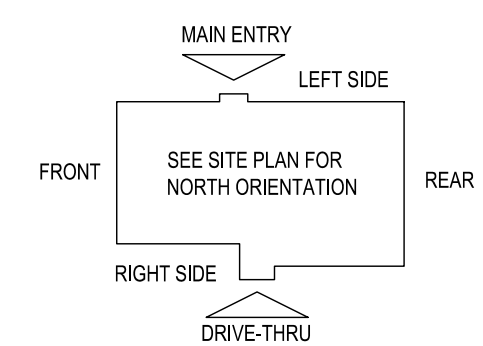 MAIN ENTRY
LEFT SIDE
FRONT
SEE SITE PLAN FOR
NORTH ORIENTATION
REAR
RIGHT SIDE
DRIVE-THRU